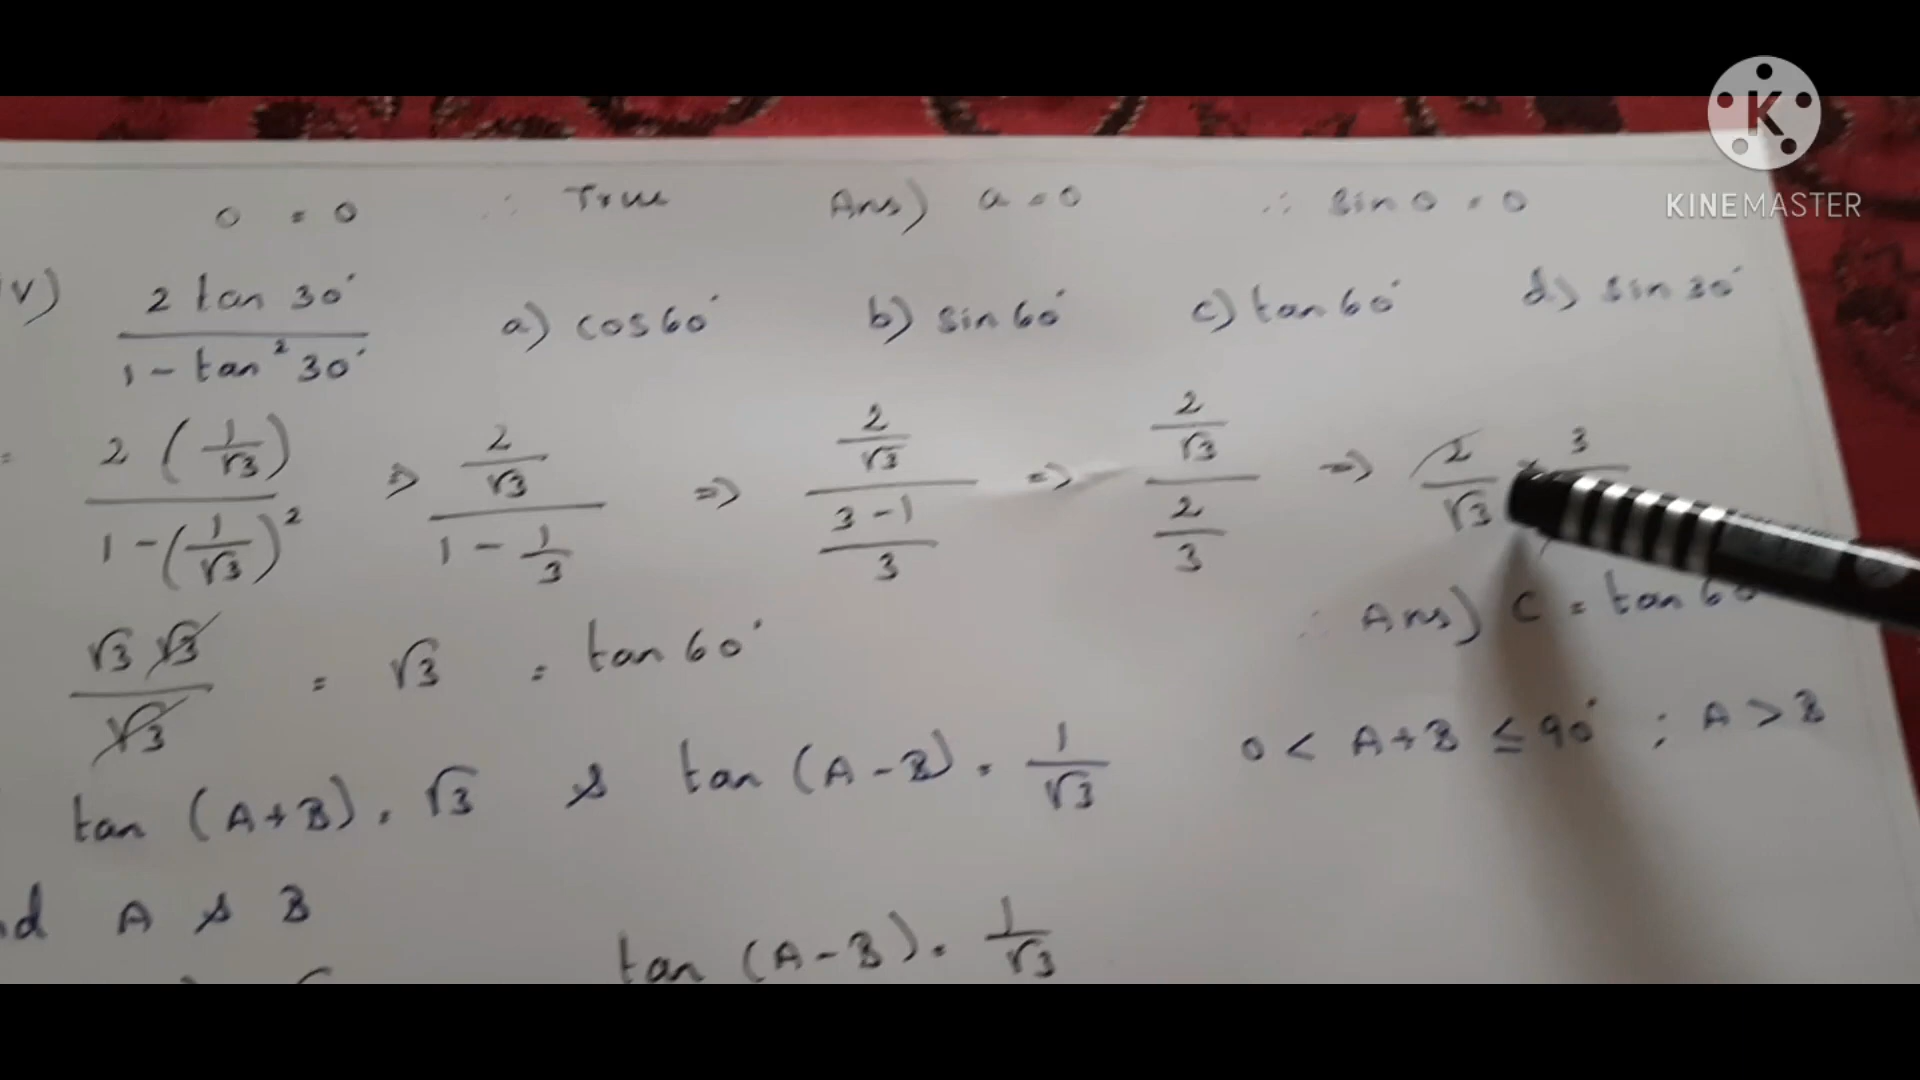 K
KINEMASTER
0 = 0 ∴ True Ans) a = 0 ∴ sin 0 = 0
iv) 2 tan 30° / 1 - tan² 30° a) cos 60° b) sin 60° c) tan 60° d) sin 30°
= 2 (1/√3) / 1 - (1/√3)² => 2/√3 / 1 - 1/3 => 2/√3 / 3 - 1/3 => 2/√3 / 2/3 => 2/√3 × 3
√3 √3 / √3 = √3 = tan 60° ∴ Ans) C = tan 60
tan (A + B) = √3 & tan (A - B) = 1/√3 0 < A + B ≤ 90° ; A > B
A & B
tan (A - B) = 1/√3